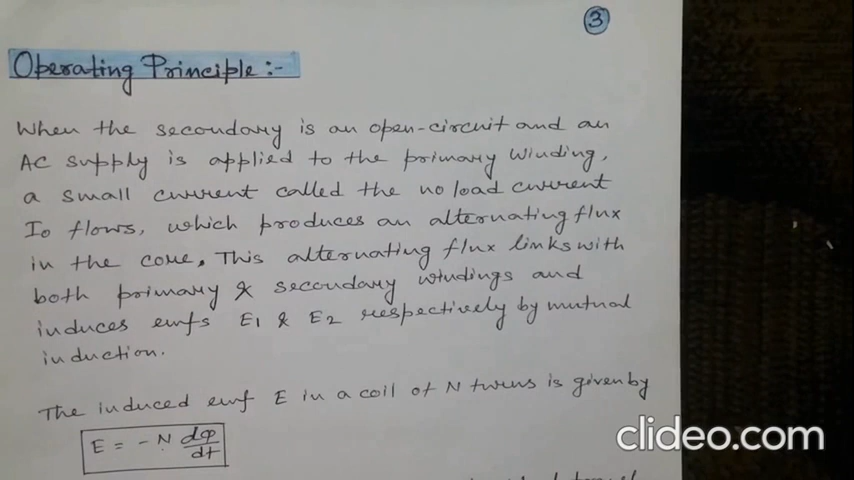 3
Operating Principle :-
When the secondary is an open-circuit and an
AC supply is applied to the primary winding,
a small current called the no load current
Io flows, which produces an alternating flux
in the core. This alternating flux links with
both primary & secondary windings and
induces emfs E1 & E2 respectively by mutual
induction.
The induced emf E in a coil of N turns is given by
E = - N dφ/dt
clideo.com